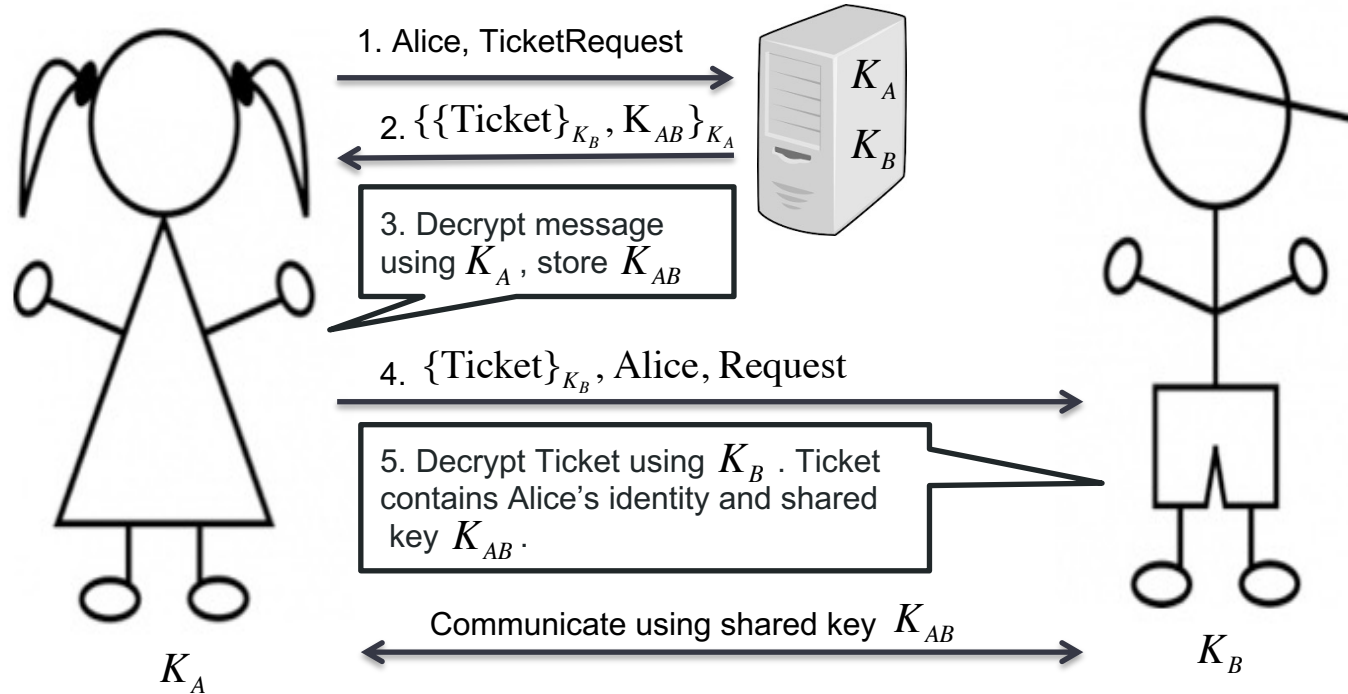 1. Alice, TicketRequest
K_A
K_B
2. {{Ticket}_{K_B}, K_{AB}}_{K_A}
3. Decrypt message
using K_A , store K_{AB}
4. {Ticket}_{K_B}, Alice, Request
5. Decrypt Ticket using K_B . Ticket
contains Alice’s identity and shared
key K_{AB} .
Communicate using shared key K_{AB}
K_A
K_B